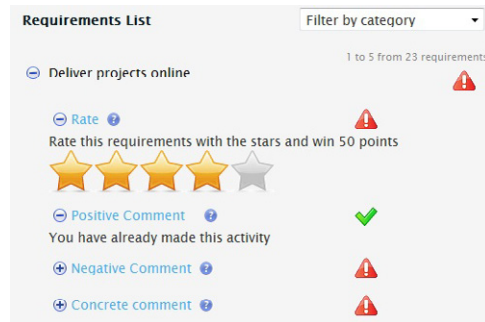 Requirements List
Filter by category
1 to 5 from 23 requirements
Deliver projects online
Rate
Rate this requirements with the stars and win 50 points
Positive Comment
You have already made this activity
Negative Comment
Concrete comment